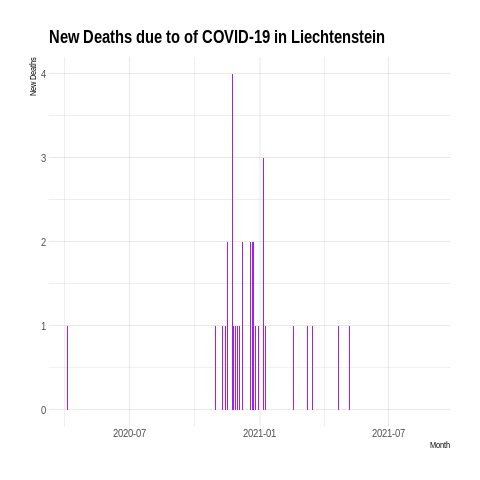 New Deaths due to of COVID-19 in Liechtenstein
New Deaths
4
3
2
1
0
2020-07
2021-01
2021-07
Month